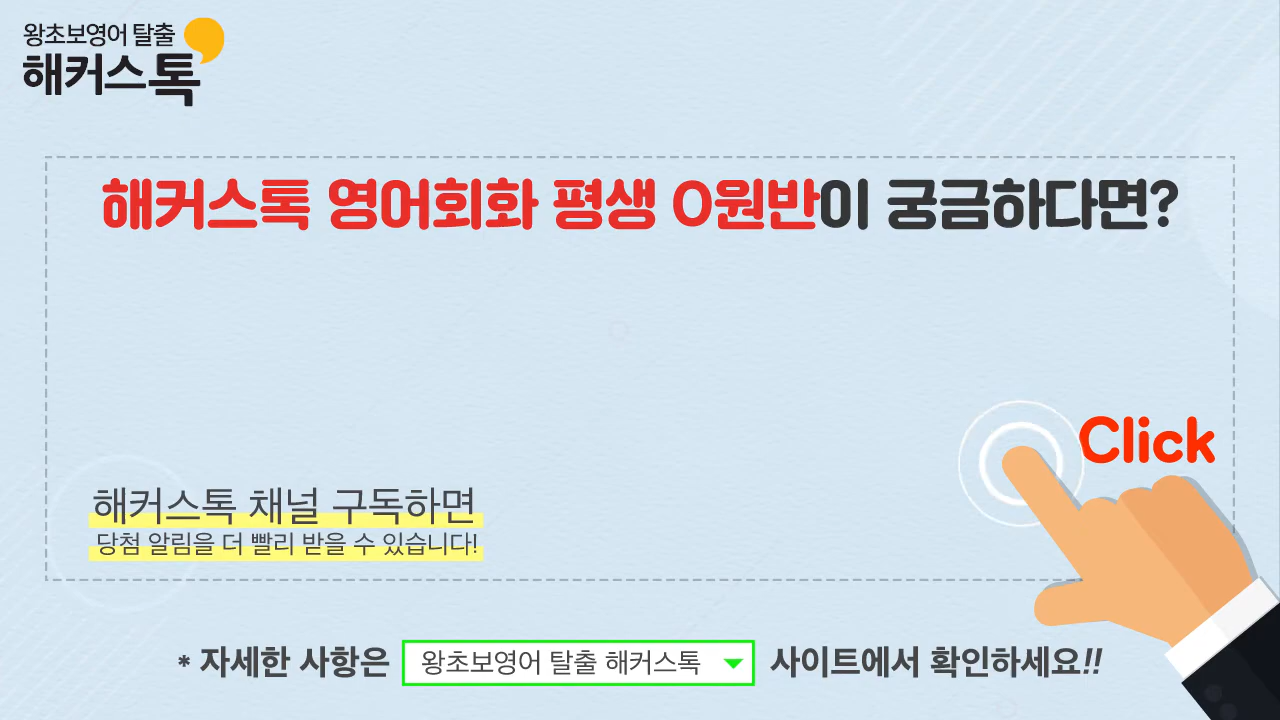 왕초보영어 탈출
해커스톡
해커스톡 영어회화 평생 0원반이 궁금하다면?
Click
해커스톡 채널 구독하면
당첨 알림을 더 빨리 받을 수 있습니다!
* 자세한 사항은 왕초보영어 탈출 해커스톡 사이트에서 확인하세요!!